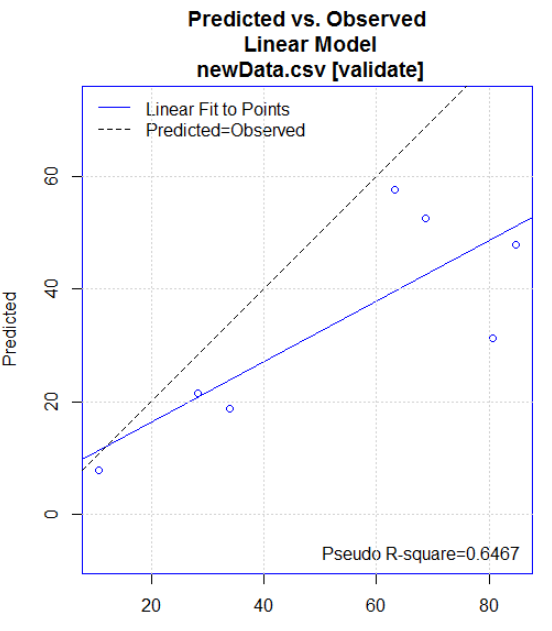 Predicted vs. Observed
Linear Model
newData.csv [validate]
Linear Fit to Points
Predicted=Observed
60
40
20
0
Predicted
Pseudo R-square=0.6467
20 40 60 80